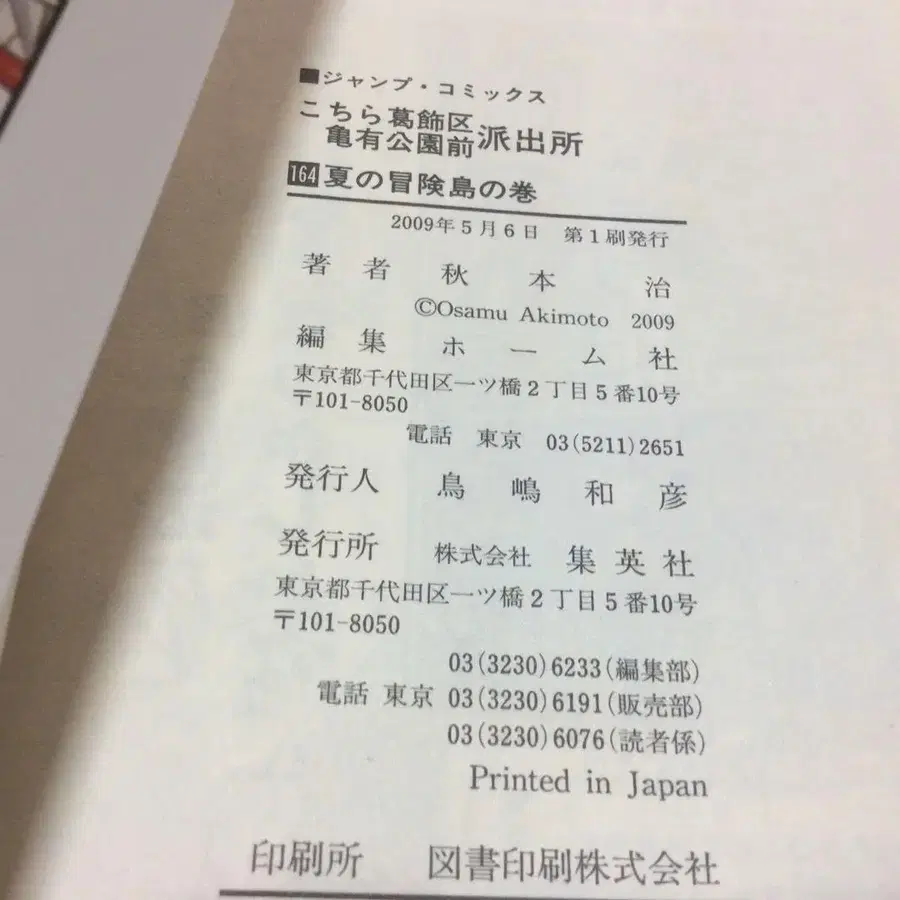 ■ジャンプ・コミックス
こちら葛飾区亀有公園前派出所
164夏の冒険島の巻
2009年5月6日 第1刷発行
著者 秋本治
©Osamu Akimoto 2009
編集 ホーム社
東京都千代田区一ツ橋2丁目5番10号
〒101-8050
電話 東京 03(5211)2651
発行人 鳥嶋和彦
発行所 株式会社 集英社
東京都千代田区一ツ橋2丁目5番10号
〒101-8050
03(3230)6233(編集部)
電話 東京 03(3230)6191(販売部)
03(3230)6076(読者係)
Printed in Japan
印刷所 図書印刷株式会社